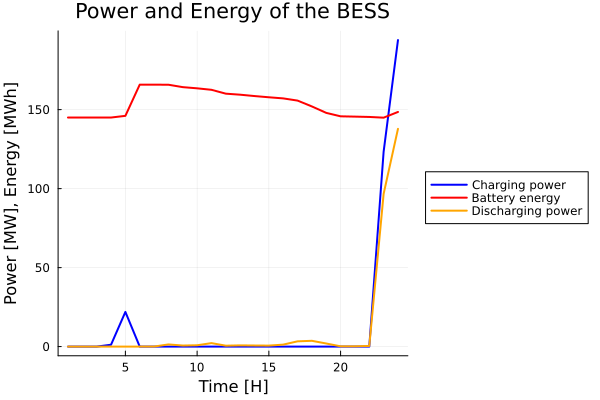 Power and Energy of the BESS
Power [MW], Energy [MWh]
150
100
50
0
5 10 15 20
Time [H]
Charging power
Battery energy
Discharging power